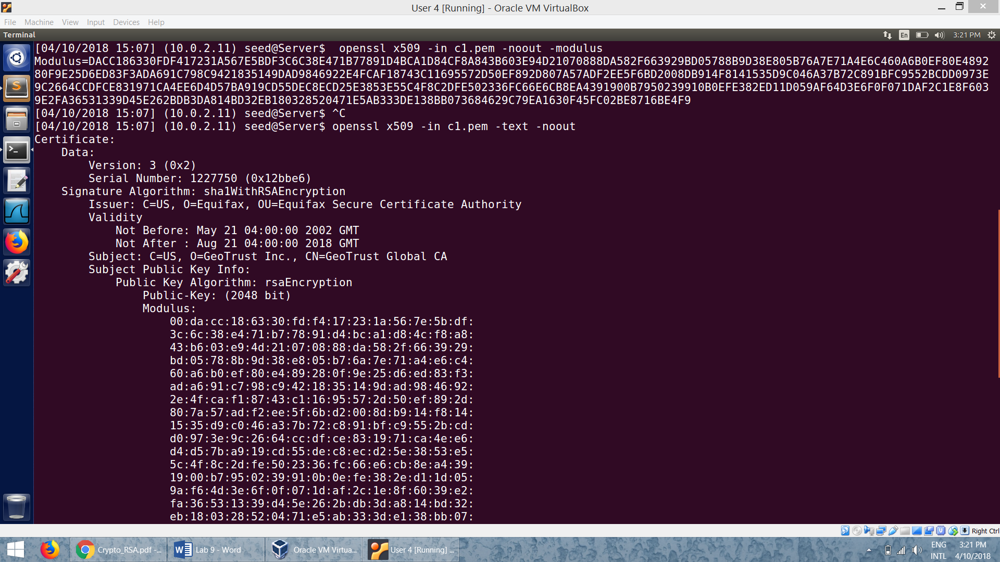 User 4 [Running] - Oracle VM VirtualBox
File Machine View Input Devices Help
Terminal
En
3:21 PM
[04/10/2018 15:07] (10.0.2.11) seed@Server$  openssl x509 -in c1.pem -noout -modulus
Modulus=DACC186330FDF417231A567E5BDF3C6C38E471B77891D4BCA1D84CF8A843B603E94D21070888DA582F663929BD05788B9D38E805B76A7E71A4E6C460A6B0EF80E4892
80F9E25D6ED83F3ADA691C798C9421835149DAD9846922E4FCAF18743C11695572D50EF892D807A57ADF2EE5F6BD2008DB914F8141535D9C046A37B72C891BFC9552BCDD0973E
9C2664CCDFCE831971CA4EE6D4D57BA919CD55DEC8ECD25E3853E55C4F8C2DFE502336FC66E6CB8EA4391900B7950239910B0EFE382ED11D059AF64D3E6F0F071DAF2C1E8F603
9E2FA36531339D45E262BDB3DA814BD32EB180328520471E5AB333DE138BB073684629C79EA1630F45FC02BE8716BE4F9
[04/10/2018 15:07] (10.0.2.11) seed@Server$ ^C
[04/10/2018 15:07] (10.0.2.11) seed@Server$ openssl x509 -in c1.pem -text -noout
Certificate:
    Data:
        Version: 3 (0x2)
        Serial Number: 1227750 (0x12bbe6)
    Signature Algorithm: sha1WithRSAEncryption
        Issuer: C=US, O=Equifax, OU=Equifax Secure Certificate Authority
        Validity
            Not Before: May 21 04:00:00 2002 GMT
            Not After : Aug 21 04:00:00 2018 GMT
        Subject: C=US, O=GeoTrust Inc., CN=GeoTrust Global CA
        Subject Public Key Info:
            Public Key Algorithm: rsaEncryption
                Public-Key: (2048 bit)
                Modulus:
                    00:da:cc:18:63:30:fd:f4:17:23:1a:56:7e:5b:df:
                    3c:6c:38:e4:71:b7:78:91:d4:bc:a1:d8:4c:f8:a8:
                    43:b6:03:e9:4d:21:07:08:88:da:58:2f:66:39:29:
                    bd:05:78:8b:9d:38:e8:05:b7:6a:7e:71:a4:e6:c4:
                    60:a6:b0:ef:80:e4:89:28:0f:9e:25:d6:ed:83:f3:
                    ad:a6:91:c7:98:c9:42:18:35:14:9d:ad:98:46:92:
                    2e:4f:ca:f1:87:43:c1:16:95:57:2d:50:ef:89:2d:
                    80:7a:57:ad:f2:ee:5f:6b:d2:00:8d:b9:14:f8:14:
                    15:35:d9:c0:46:a3:7b:72:c8:91:bf:c9:55:2b:cd:
                    d0:97:3e:9c:26:64:cc:df:ce:83:19:71:ca:4e:e6:
                    d4:d5:7b:a9:19:cd:55:de:c8:ec:d2:5e:38:53:e5:
                    5c:4f:8c:2d:fe:50:23:36:fc:66:e6:cb:8e:a4:39:
                    19:00:b7:95:02:39:91:0b:0e:fe:38:2e:d1:1d:05:
                    9a:f6:4d:3e:6f:0f:07:1d:af:2c:1e:8f:60:39:e2:
                    fa:36:53:13:39:d4:5e:26:2b:db:3d:a8:14:bd:32:
                    eb:18:03:28:52:04:71:e5:ab:33:3d:e1:38:bb:07:
Right Ctrl
Crypto_RSA.pdf -...
Lab 9 - Word
Oracle VM Virtua...
User 4 [Running] ...
ENG
INTL
3:21 PM
4/10/2018